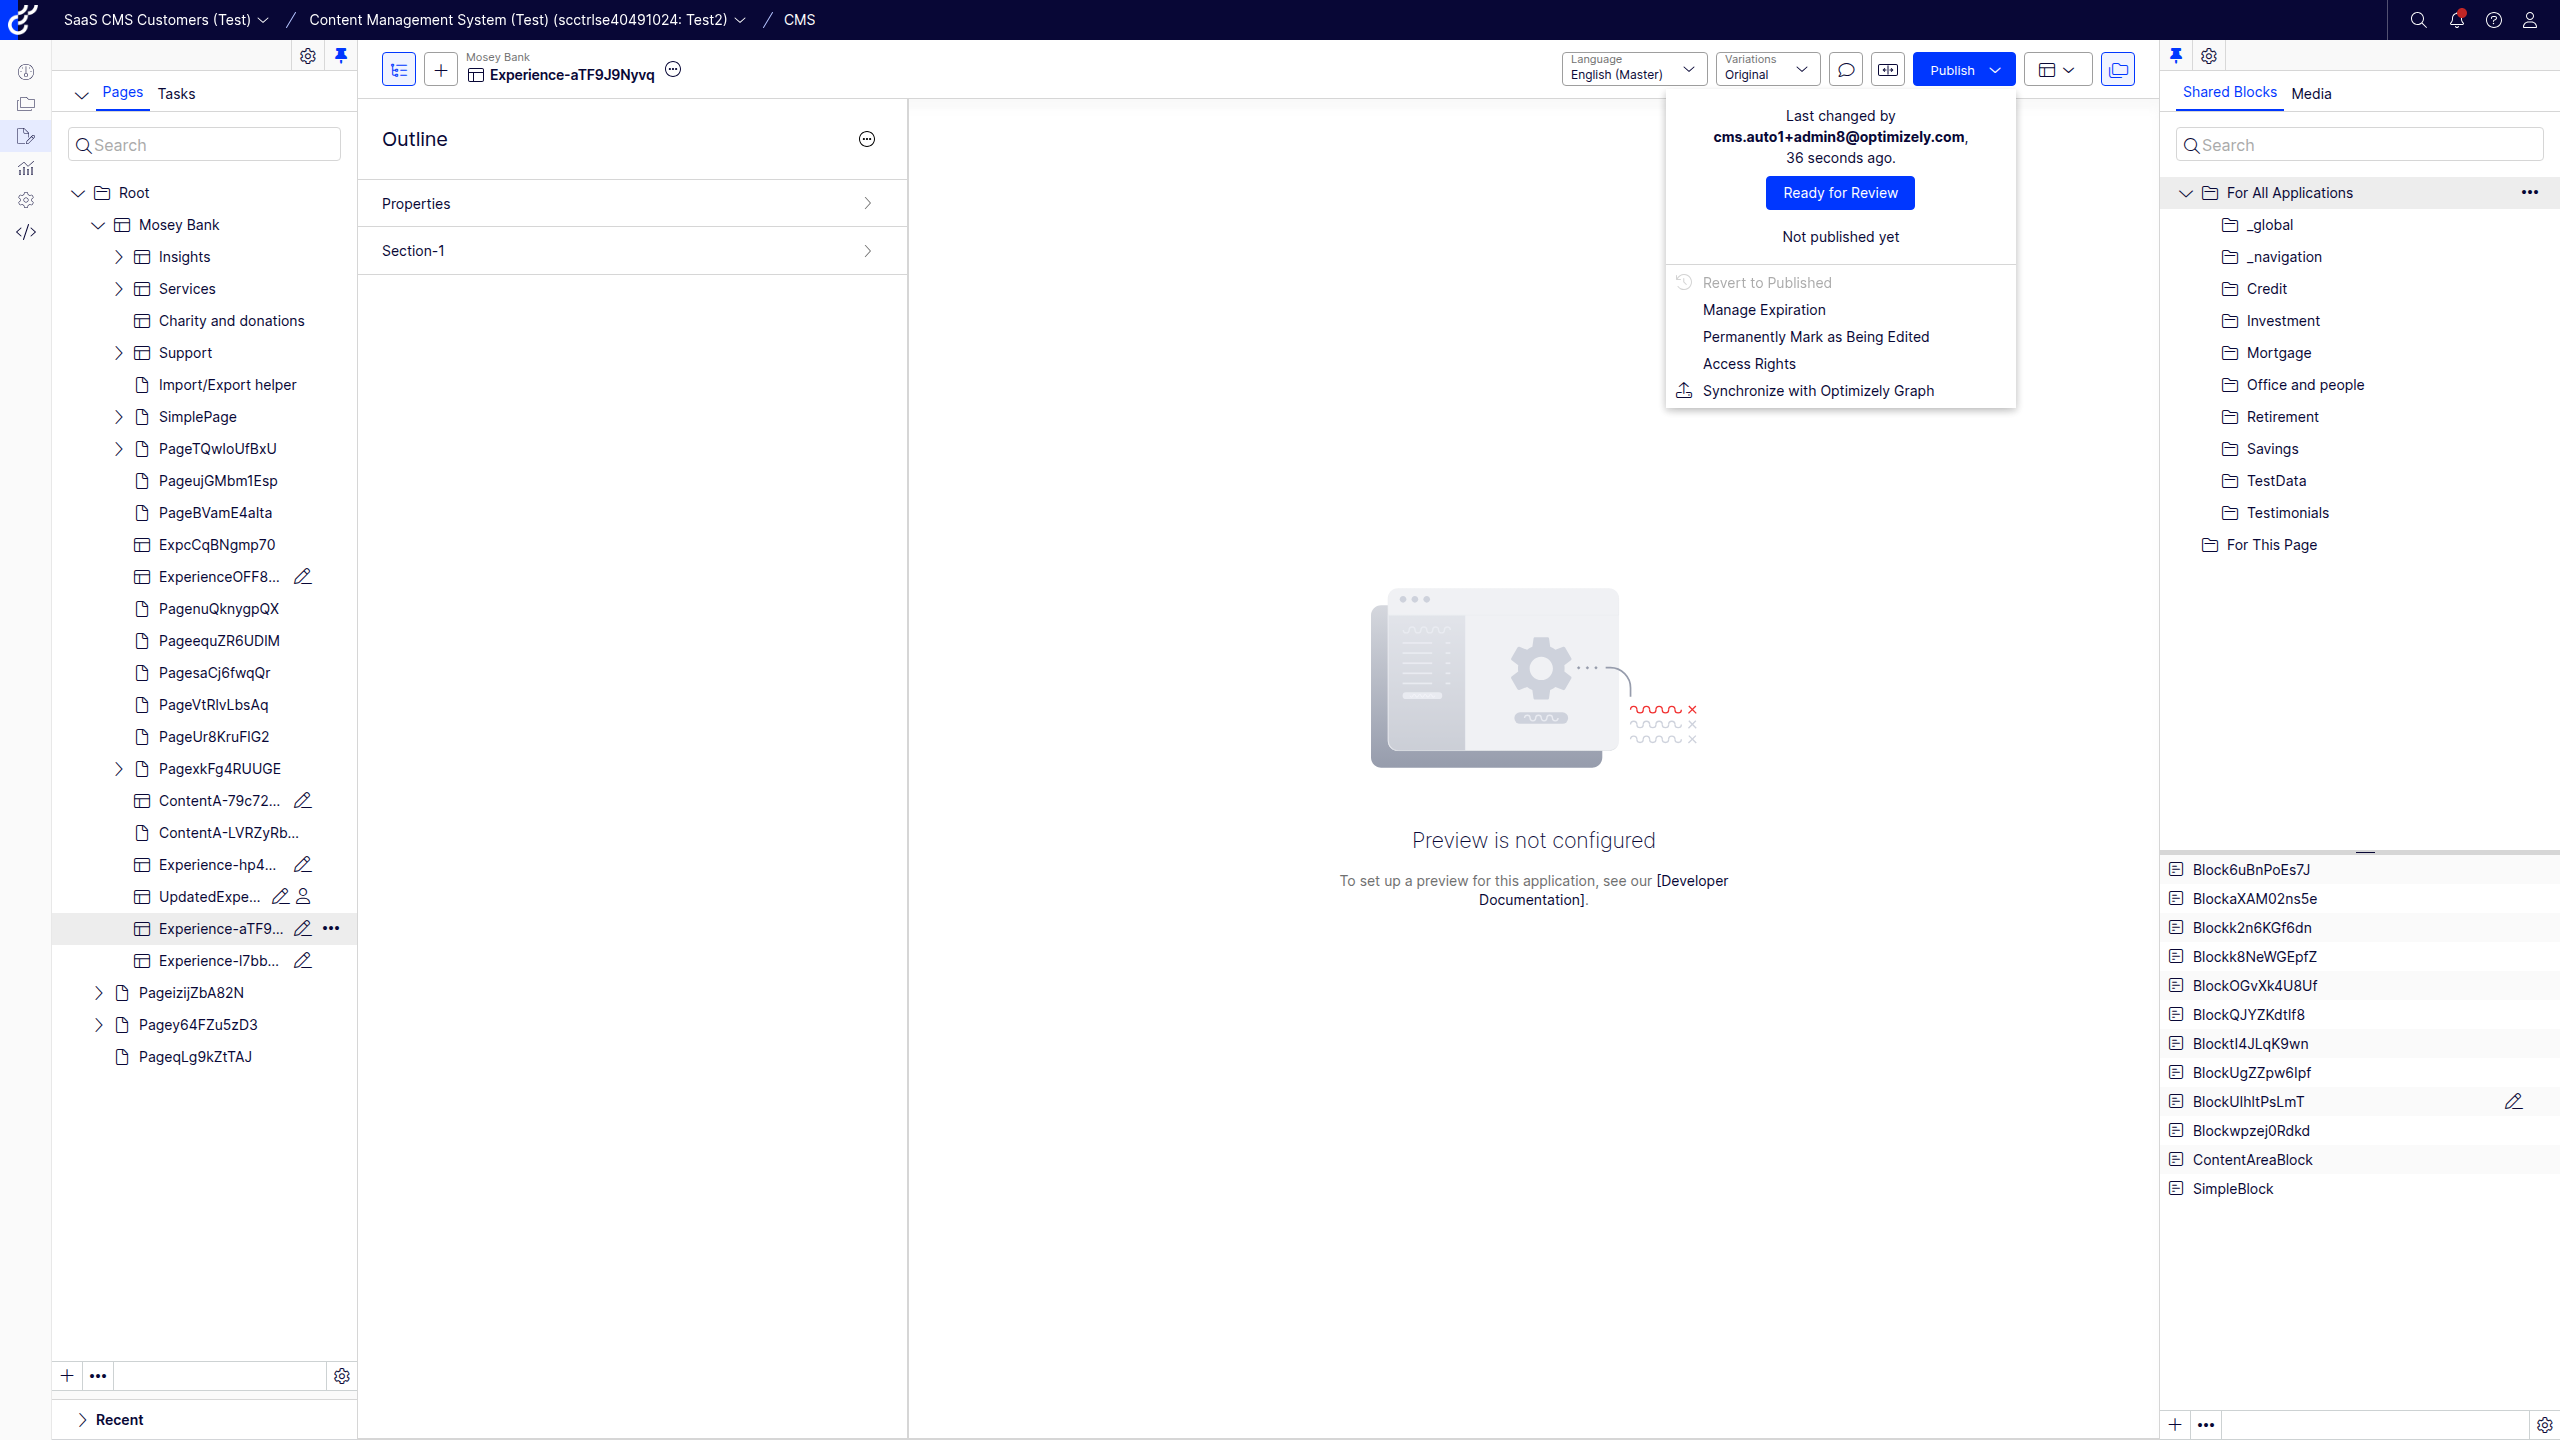 SaaS CMS Customers (Test)
Content Management System (Test) (scctrlse40491024: Test2)
CMS
Pages
Tasks
Search
Root
Mosey Bank
Insights
Services
Charity and donations
Support
Import/Export helper
SimplePage
PageTQwIoUfBxU
PageujGMbm1Esp
PageBVamE4aIta
ExpcCqBNgmp70
ExperienceOFF8...
PagenuQknygpQX
PageequZR6UDIM
PagesaCj6fwqQr
PageVtRIvLbsAq
PageUr8KruFIG2
PagexkFg4RUUGE
ContentA-79c72...
ContentA-LVRZyRb...
Experience-hp4...
UpdatedExpe...
Experience-aTF9...
Experience-I7bb...
PageizijZbA82N
Pagey64FZu5zD3
PageqLg9kZtTAJ
Recent
Mosey Bank
Experience-aTF9J9Nyvq
Language
English (Master)
Variations
Original
Publish
Outline
Properties
Section-1
Last changed by
cms.auto1+admin8@optimizely.com,
36 seconds ago.
Ready for Review
Not published yet
Revert to Published
Manage Expiration
Permanently Mark as Being Edited
Access Rights
Synchronize with Optimizely Graph
Preview is not configured
To set up a preview for this application, see our [Developer
Documentation].
Shared Blocks
Media
Search
For All Applications
_global
_navigation
Credit
Investment
Mortgage
Office and people
Retirement
Savings
TestData
Testimonials
For This Page
Block6uBnPoEs7J
BlockaXAM02ns5e
Blockk2n6KGf6dn
Blockk8NeWGEpfZ
BlockOGvXk4U8Uf
BlockQJYZKdtIf8
BlocktI4JLqK9wn
BlockUgZZpw6Ipf
BlockUIhItPsLmT
Blockwpzej0Rdkd
ContentAreaBlock
SimpleBlock